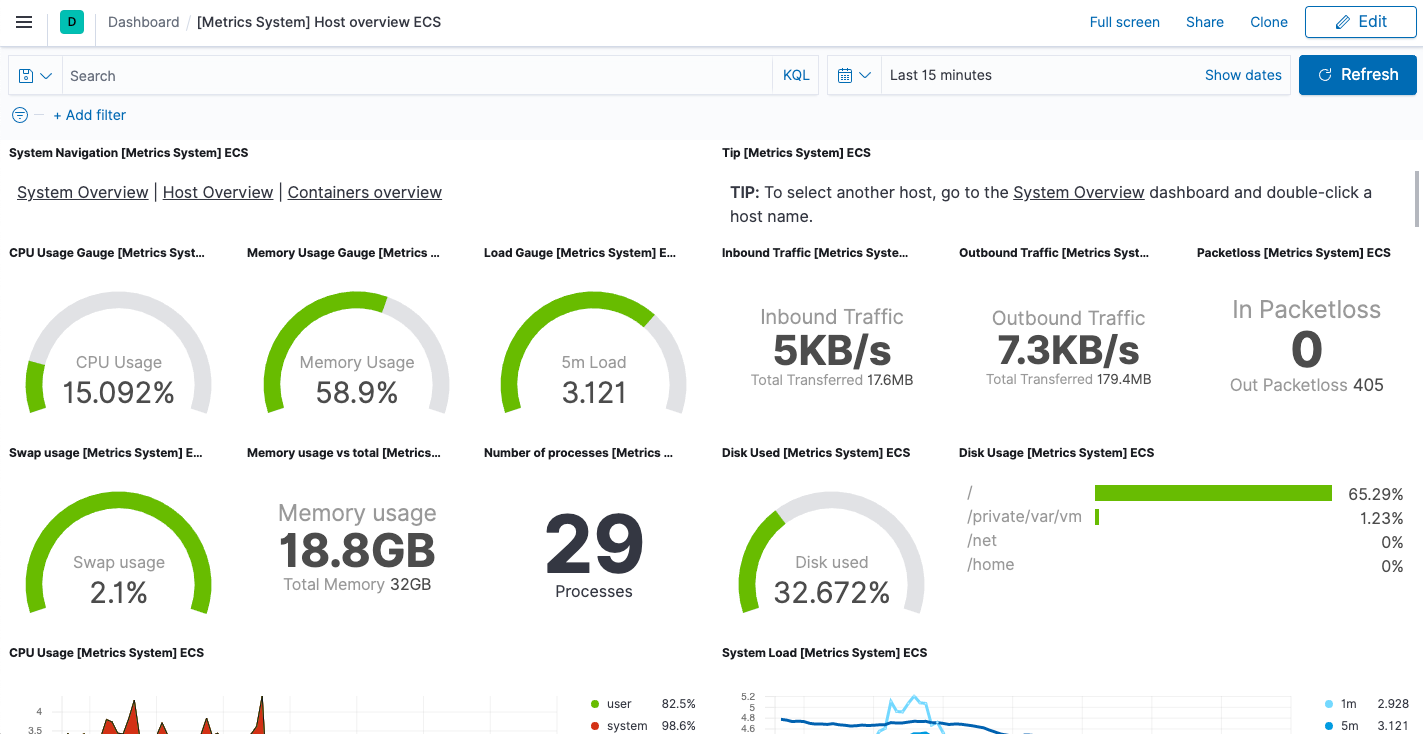 D Dashboard / [Metrics System] Host overview ECS Full screen Share Clone Edit
Search KQL Last 15 minutes Show dates Refresh
+ Add filter
System Navigation [Metrics System] ECS
System Overview | Host Overview | Containers overview
Tip [Metrics System] ECS
TIP: To select another host, go to the System Overview dashboard and double-click a
host name.
CPU Usage Gauge [Metrics Syst...
CPU Usage
15.092%
Memory Usage Gauge [Metrics ...
Memory Usage
58.9%
Load Gauge [Metrics System] E...
5m Load
3.121
Inbound Traffic [Metrics Syste...
Inbound Traffic
5KB/s
Total Transferred 17.6MB
Outbound Traffic [Metrics Syst...
Outbound Traffic
7.3KB/s
Total Transferred 179.4MB
Packetloss [Metrics System] ECS
In Packetloss
0
Out Packetloss 405
Swap usage [Metrics System] E...
Swap usage
2.1%
Memory usage vs total [Metrics...
Memory usage
18.8GB
Total Memory 32GB
Number of processes [Metrics ...
29
Processes
Disk Used [Metrics System] ECS
Disk used
32.672%
Disk Usage [Metrics System] ECS
/ 65.29%
/private/var/vm 1.23%
/net 0%
/home 0%
CPU Usage [Metrics System] ECS
4
3.5
user 82.5%
system 98.6%
System Load [Metrics System] ECS
5.2
5
4.8
4.6
1m 2.928
5m 3.121